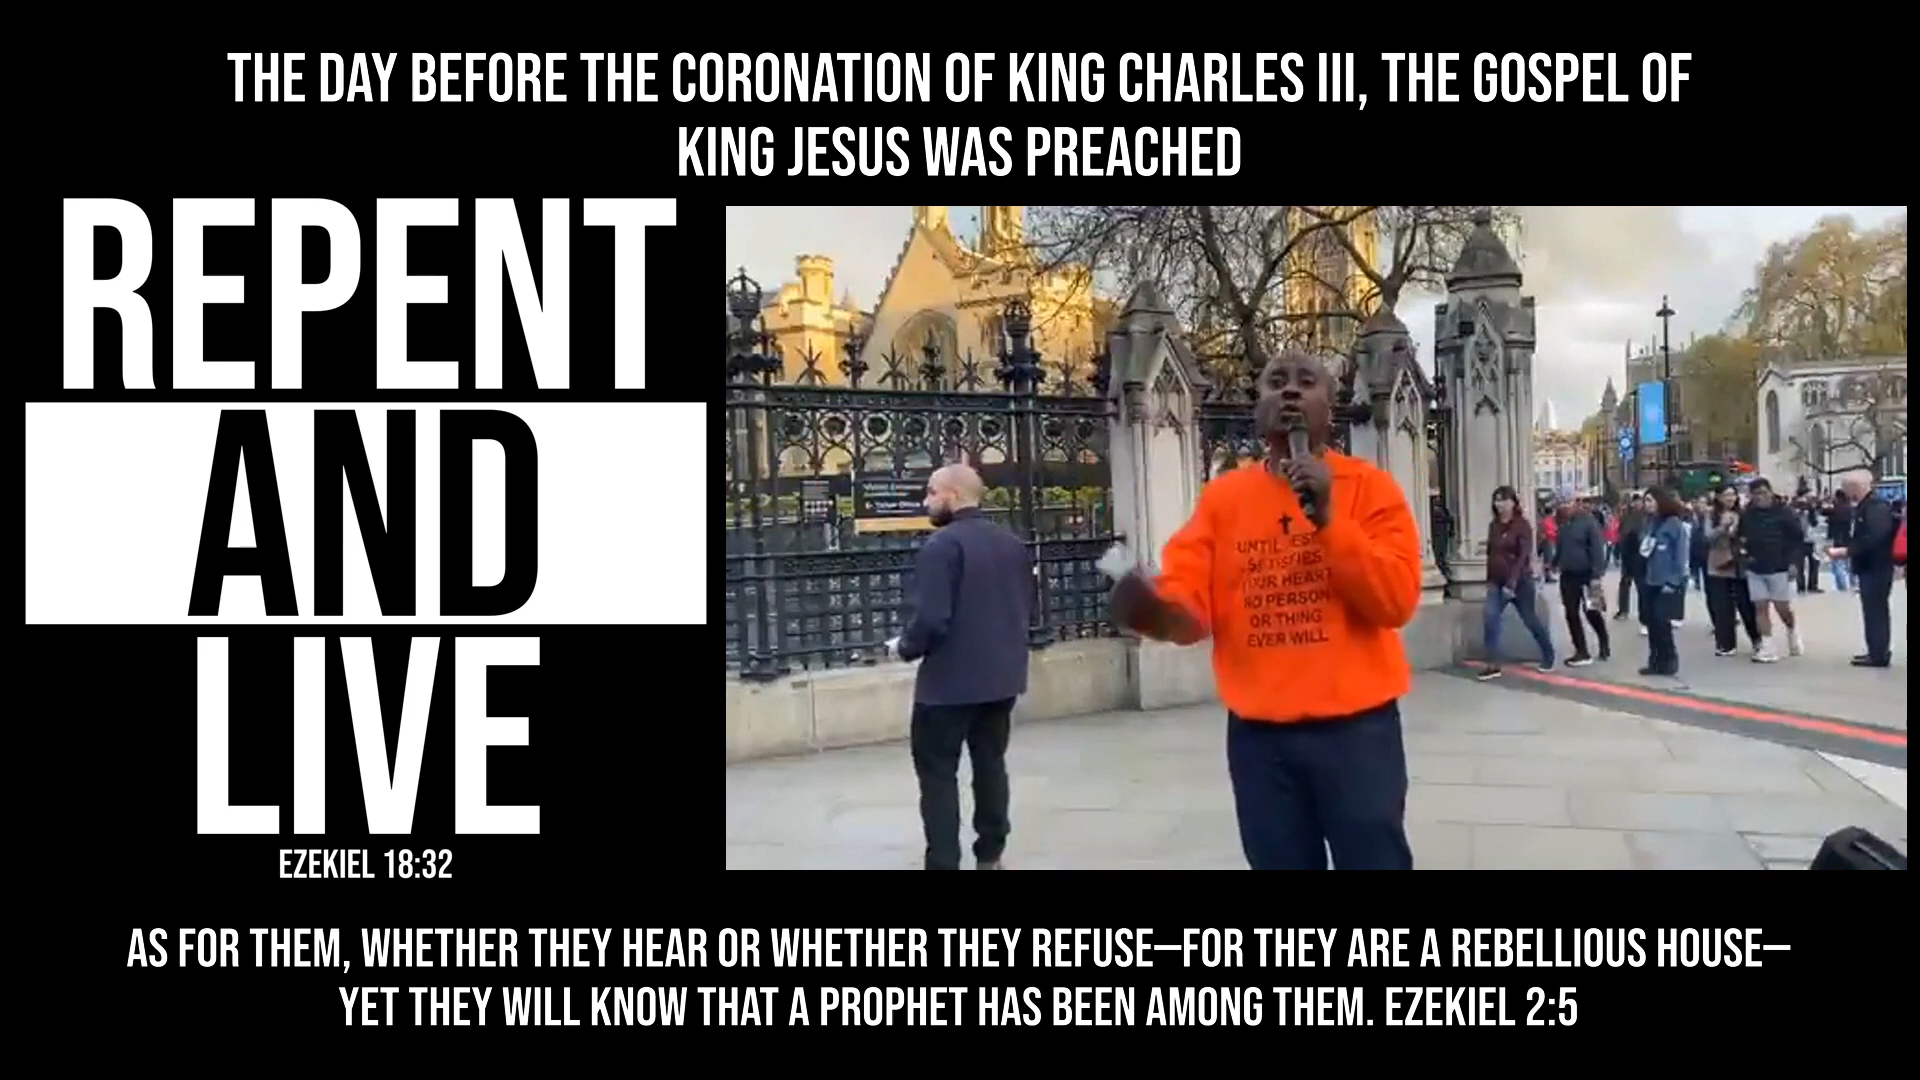 THE DAY BEFORE THE CORONATION OF KING CHARLES III, THE GOSPEL OF
KING JESUS WAS PREACHED
REPENT
AND
LIVE
EZEKIEL 18:32
UNTIL
SATISFIES
YOUR HEART
NO PERSON
OR THING
EVER WILL
AS FOR THEM, WHETHER THEY HEAR OR WHETHER THEY REFUSE—FOR THEY ARE A REBELLIOUS HOUSE—
YET THEY WILL KNOW THAT A PROPHET HAS BEEN AMONG THEM. EZEKIEL 2:5